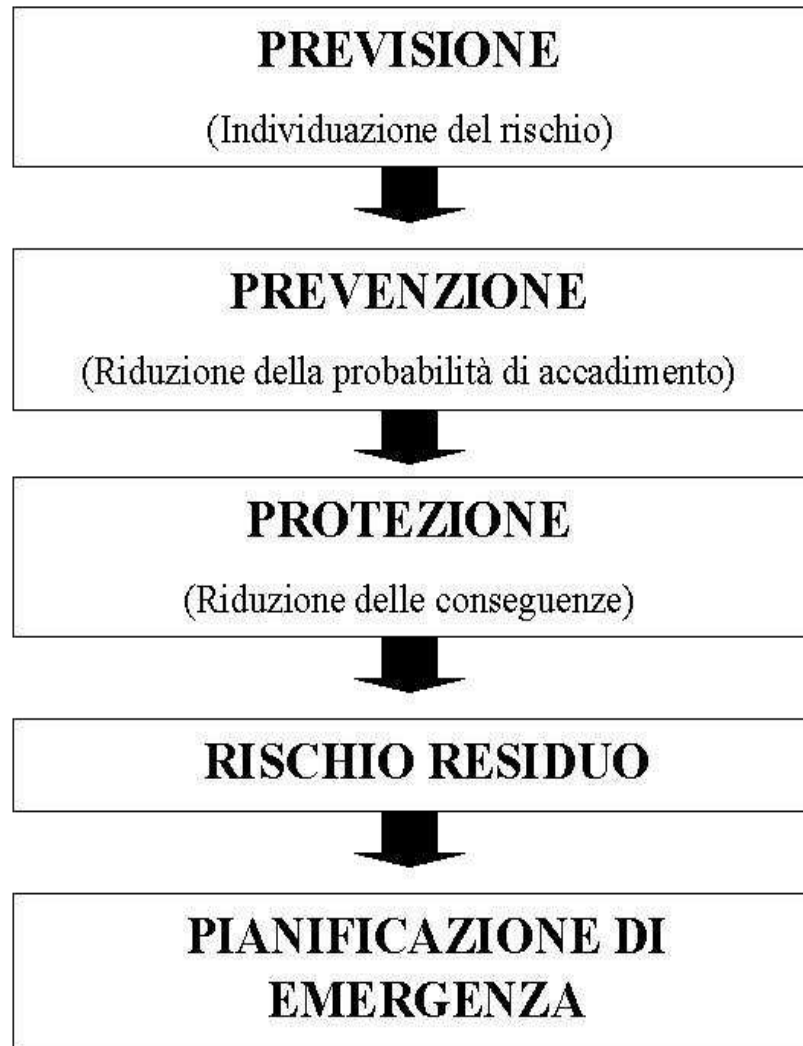 PREVISIONE
(Individuazione del rischio)
PREVENZIONE
(Riduzione della probabilità di accadimento)
PROTEZIONE
(Riduzione delle conseguenze)
RISCHIO RESIDUO
PIANIFICAZIONE DI
EMERGENZA